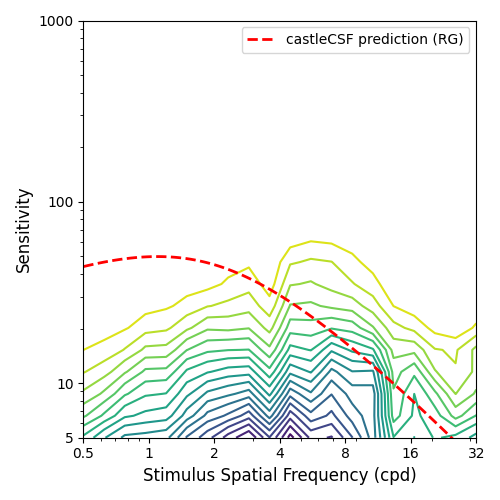 1000
castleCSF prediction (RG)
100
Sensitivity
10
5
0.5 1 2 4 8 16 32
Stimulus Spatial Frequency (cpd)